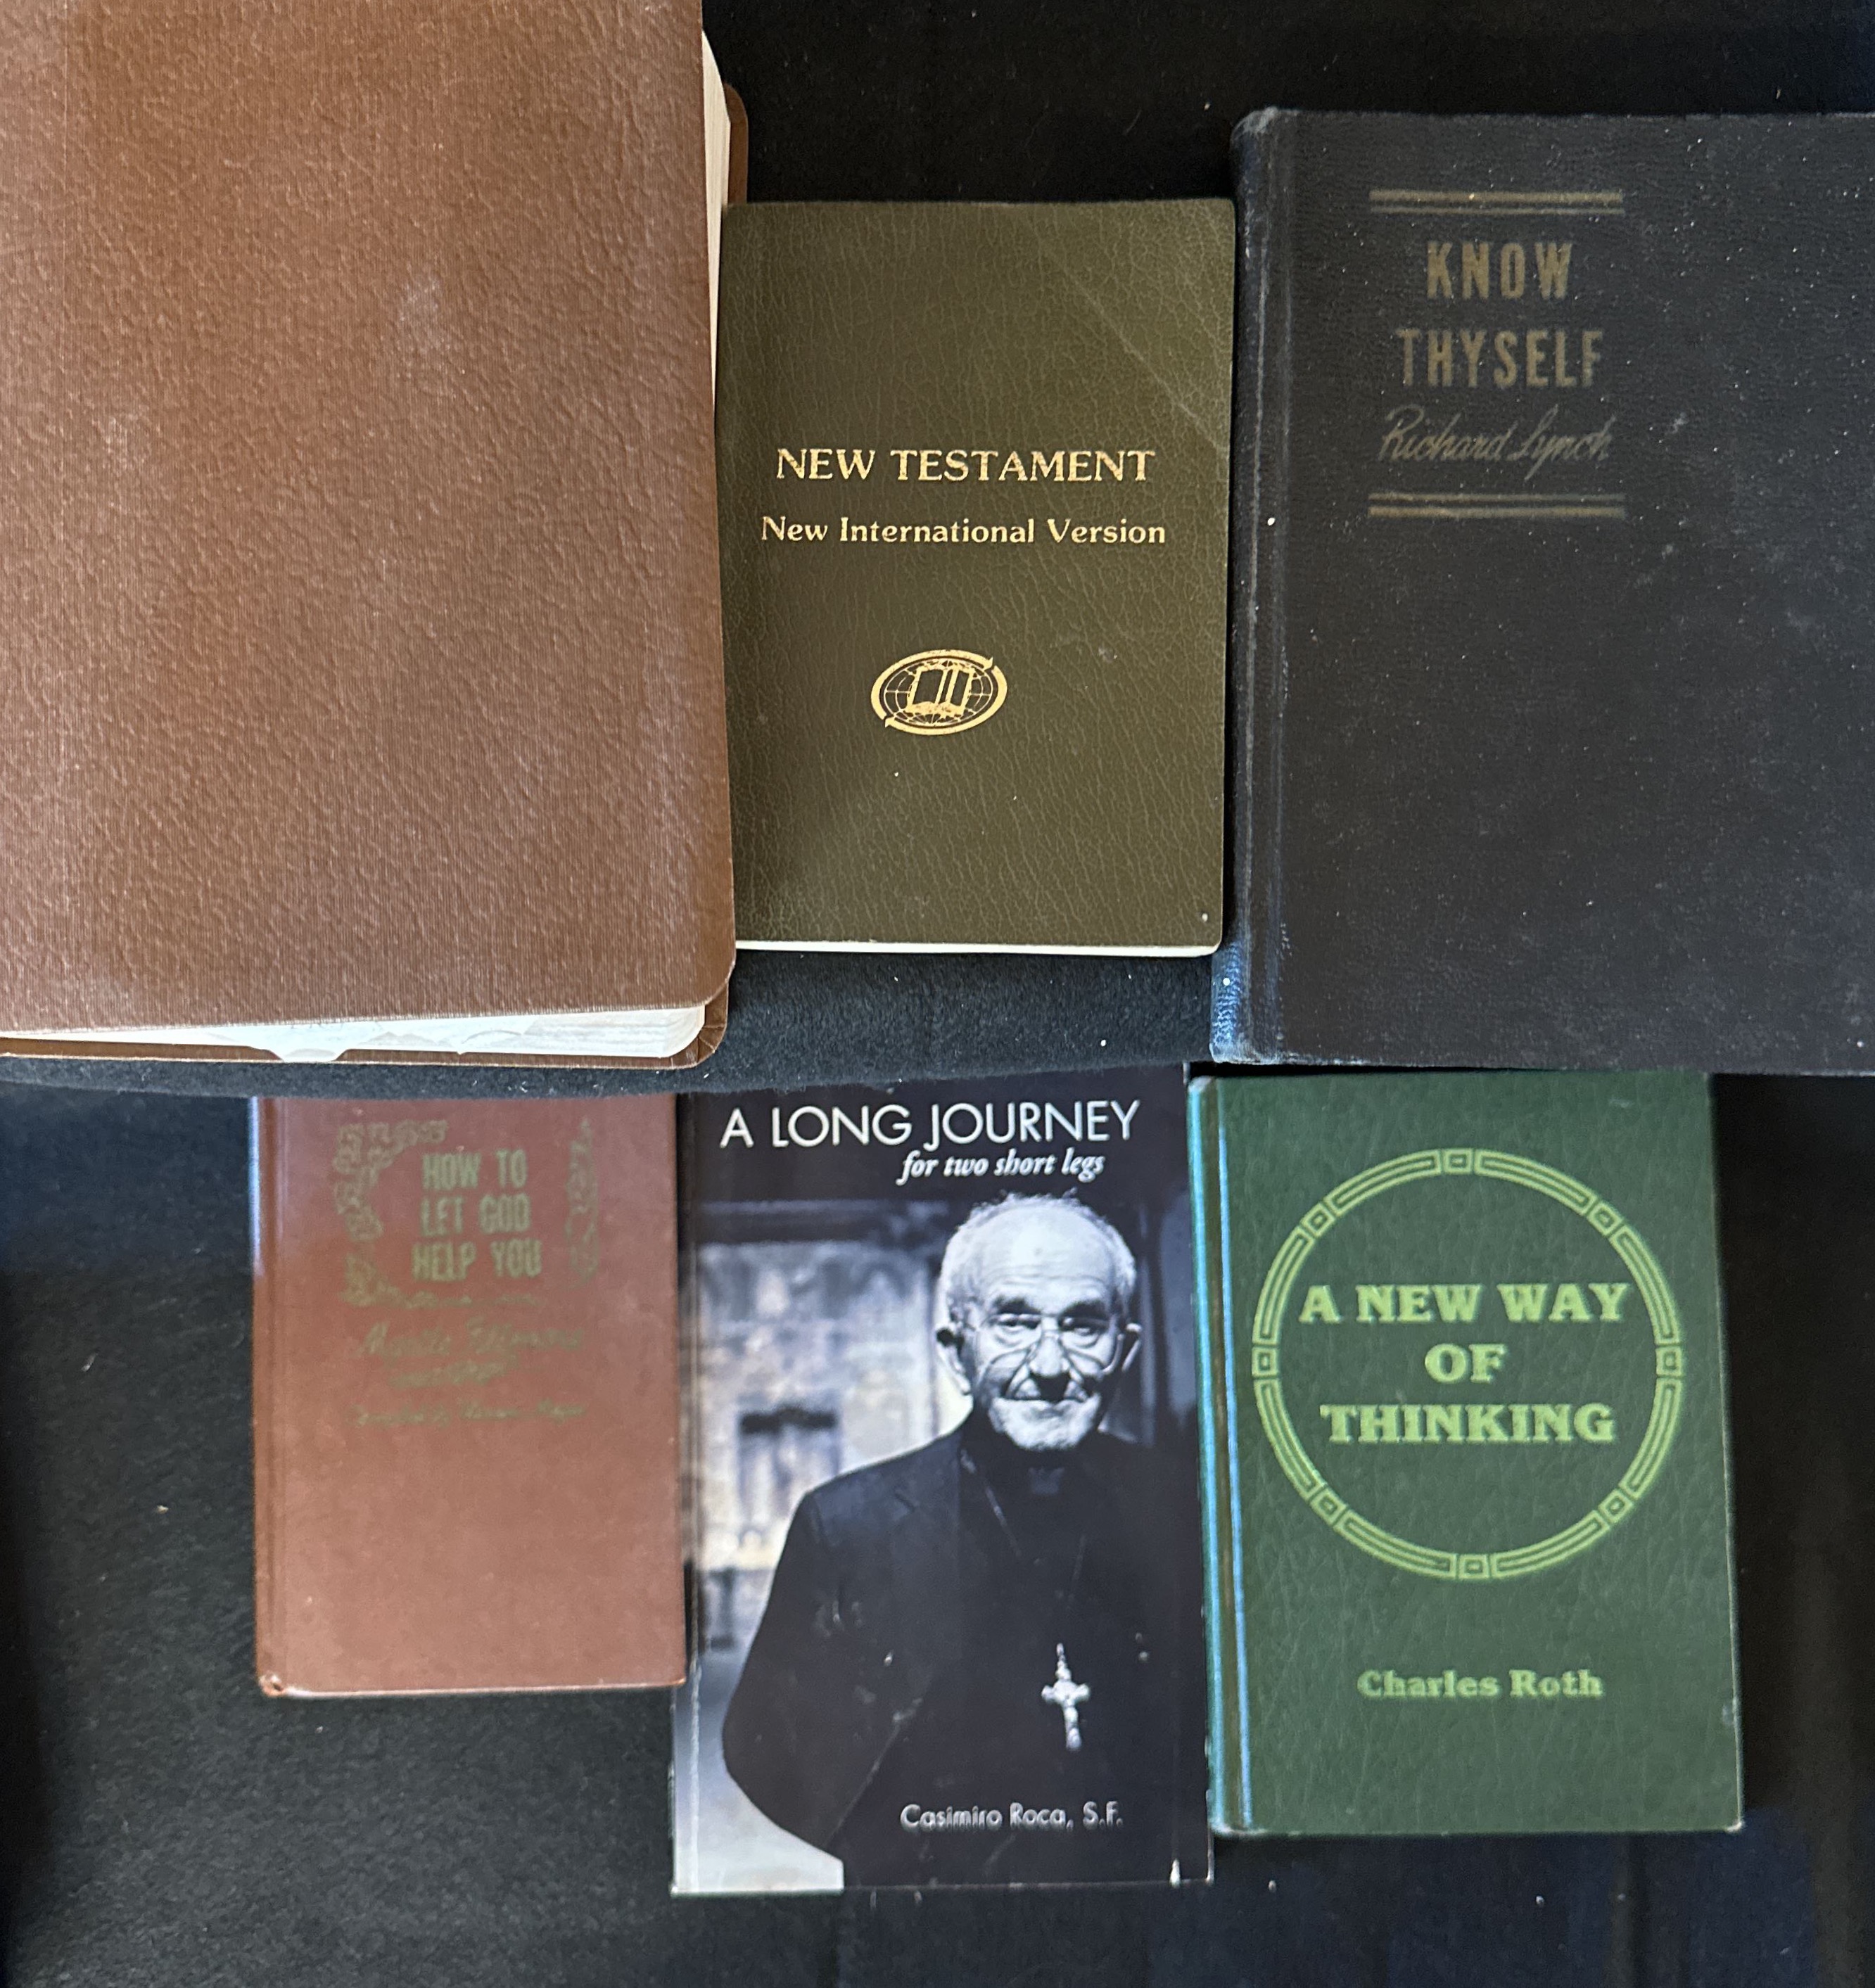 NEW TESTAMENT
New International Version
KNOW
THYSELF
Richard Lynch
HOW TO
LET GOD
HELP YOU
A LONG JOURNEY
for two short legs
Casimiro Roca, S.F.
A NEW WAY
OF
THINKING
Charles Roth